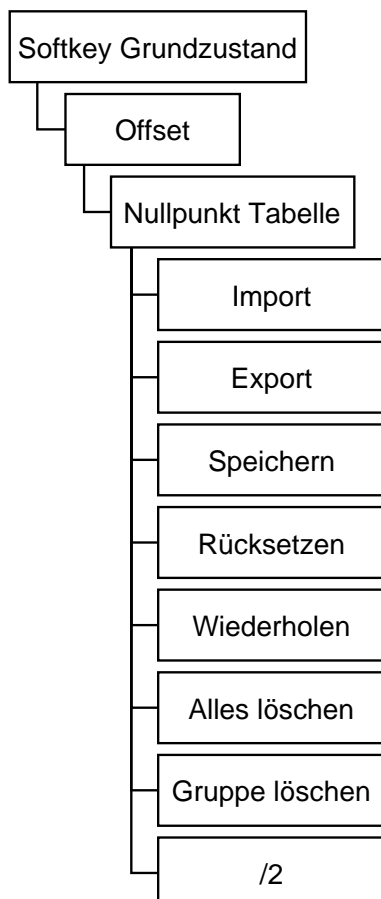 Softkey Grundzustand
Offset
Nullpunkt Tabelle
Import
Export
Speichern
Rücksetzen
Wiederholen
Alles löschen
Gruppe löschen
/2